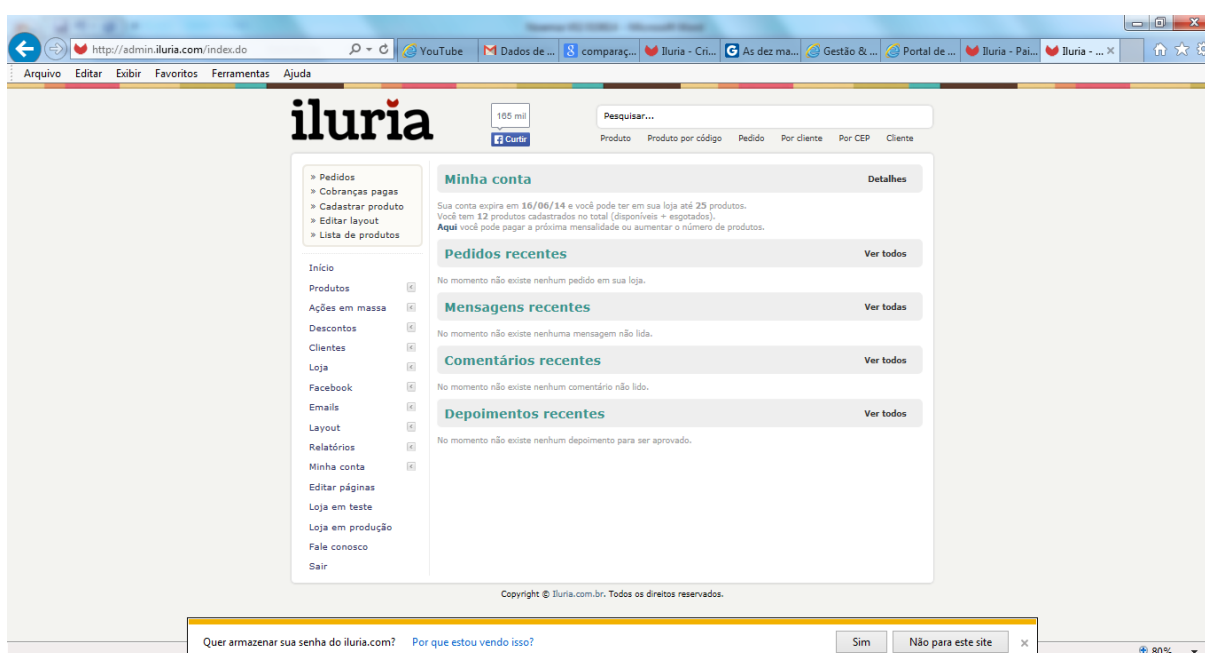 http://admin.iluria.com/index.do
YouTube
Dados de ...
comparaç...
Iluria - Cri...
As dez ma...
Gestão & ...
Portal de ...
Iluria - Pai...
Iluria - ...
Arquivo Editar Exibir Favoritos Ferramentas Ajuda
iluria
165 mil
Curtir
Pesquisar...
Produto Produto por código Pedido Por cliente Por CEP Cliente
» Pedidos
» Cobranças pagas
» Cadastrar produto
» Editar layout
» Lista de produtos
Início
Produtos
Ações em massa
Descontos
Clientes
Loja
Facebook
Emails
Layout
Relatórios
Minha conta
Editar páginas
Loja em teste
Loja em produção
Fale conosco
Sair
Minha conta Detalhes
Sua conta expira em 16/06/14 e você pode ter em sua loja até 25 produtos.
Você tem 12 produtos cadastrados no total (disponíveis + esgotados).
Aqui você pode pagar a próxima mensalidade ou aumentar o número de produtos.
Pedidos recentes Ver todos
No momento não existe nenhum pedido em sua loja.
Mensagens recentes Ver todas
No momento não existe nenhuma mensagem não lida.
Comentários recentes Ver todos
No momento não existe nenhum comentário não lido.
Depoimentos recentes Ver todos
No momento não existe nenhum depoimento para ser aprovado.
Copyright © Iluria.com.br. Todos os direitos reservados.
Quer armazenar sua senha do iluria.com? Por que estou vendo isso? Sim Não para este site
80%